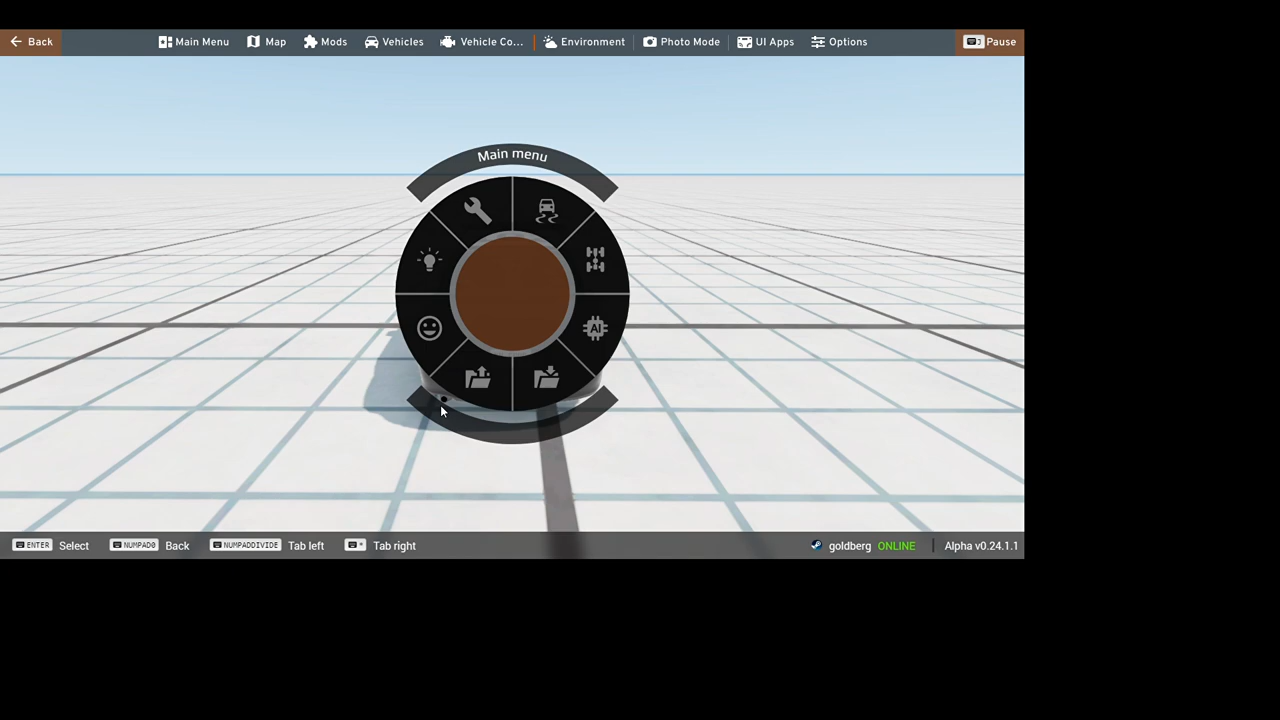 Back
Main Menu
Map
Mods
Vehicles
Vehicle Co...
Environment
Photo Mode
UI Apps
Options
Pause
Main menu
AI
ENTER Select
NUMPAD0 Back
NUMPADDIVIDE Tab left
* Tab right
goldberg ONLINE
Alpha v0.24.1.1